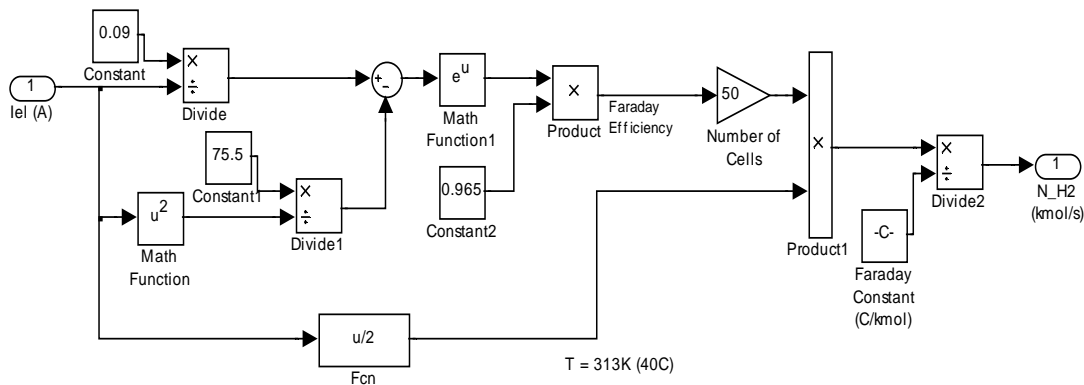 0.09
Constant
1
Iel (A)
×
÷
Divide
+
−
e^u
Math
Function1
×
Product
Faraday
Efficiency
50
Number of
Cells
×
Product1
×
÷
Divide2
1
N_H2
(kmol/s)
75.5
Constant1
×
÷
Divide1
u^2
Math
Function
0.965
Constant2
-C-
Faraday
Constant
(C/kmol)
u/2
Fcn
T = 313K (40C)